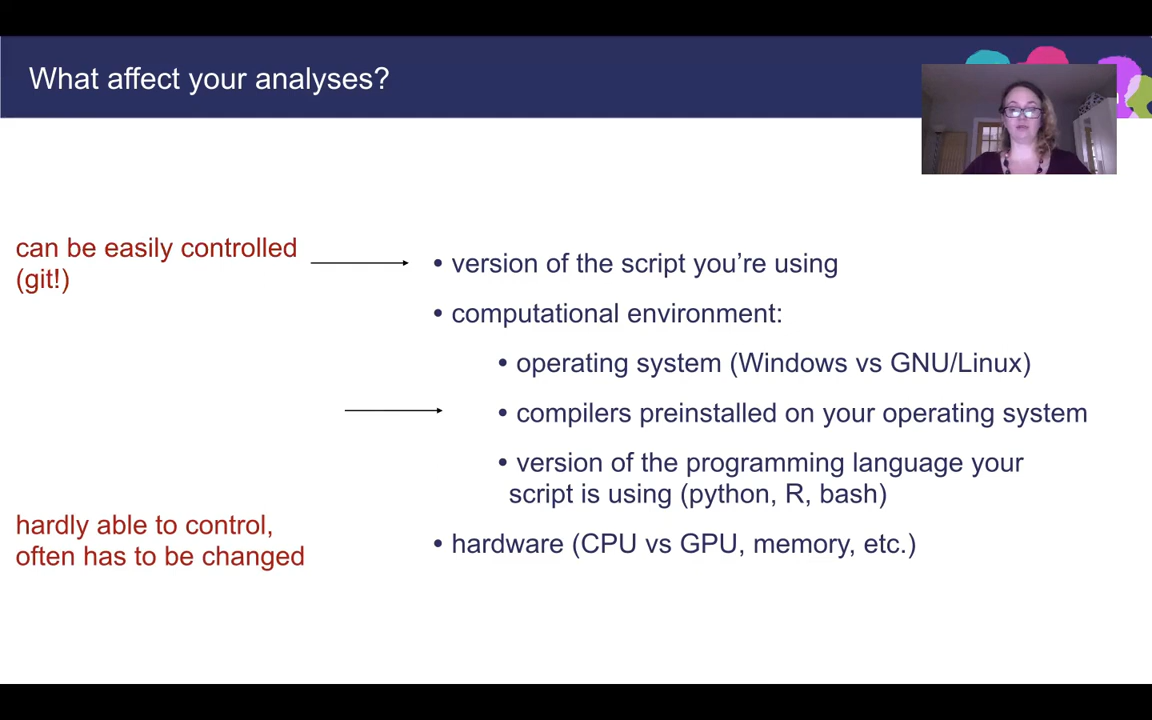 What affect your analyses?
can be easily controlled
(git!)
• version of the script you’re using
• computational environment:
• operating system (Windows vs GNU/Linux)
• compilers preinstalled on your operating system
• version of the programming language your
script is using (python, R, bash)
hardly able to control,
often has to be changed
• hardware (CPU vs GPU, memory, etc.)